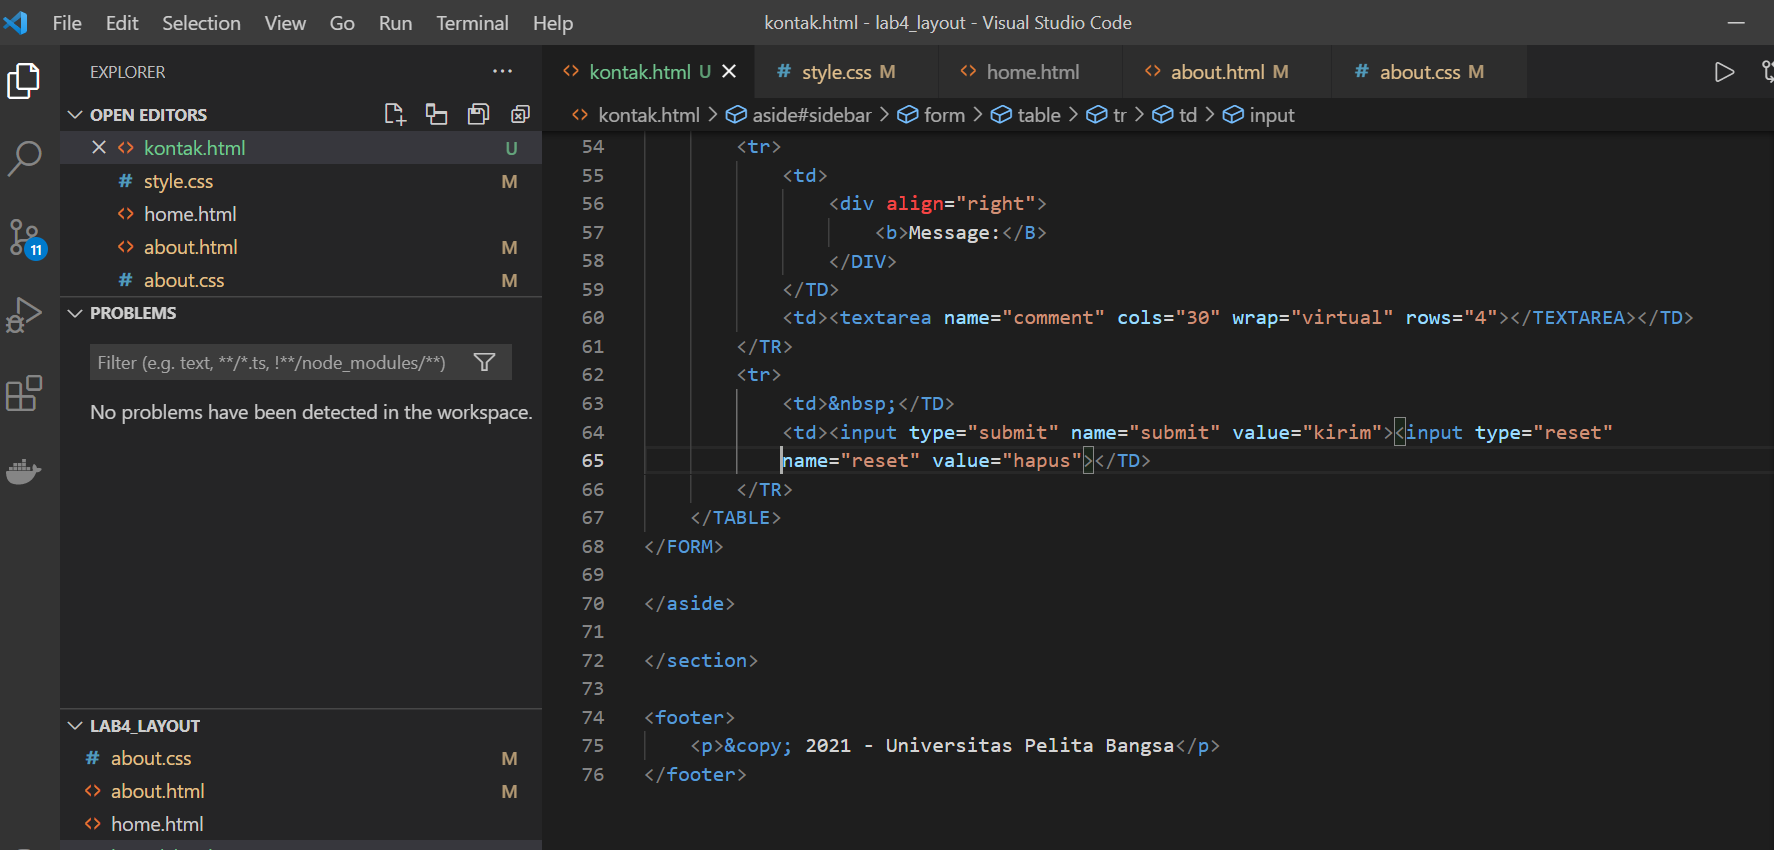 File Edit Selection View Go Run Terminal Help kontak.html - lab4_layout - Visual Studio Code
EXPLORER ···
OPEN EDITORS
kontak.html U
style.css M
home.html
about.html M
about.css M
PROBLEMS
Filter (e.g. text, **/*.ts, !**/node_modules/**)
No problems have been detected in the workspace.
LAB4_LAYOUT
about.css M
about.html M
home.html
11
kontak.html U style.css M home.html about.html M about.css M
kontak.html > aside#sidebar > form > table > tr > td > input
54 <tr>
55 <td>
56 <div align="right">
57 <b>Message:</B>
58 </DIV>
59 </TD>
60 <td><textarea name="comment" cols="30" wrap="virtual" rows="4"></TEXTAREA></TD>
61 </TR>
62 <tr>
63 <td>&nbsp;</TD>
64 <td><input type="submit" name="submit" value="kirim"><input type="reset"
65 name="reset" value="hapus"></TD>
66 </TR>
67 </TABLE>
68 </FORM>
69
70 </aside>
71
72 </section>
73
74 <footer>
75 <p>&copy; 2021 - Universitas Pelita Bangsa</p>
76 </footer>